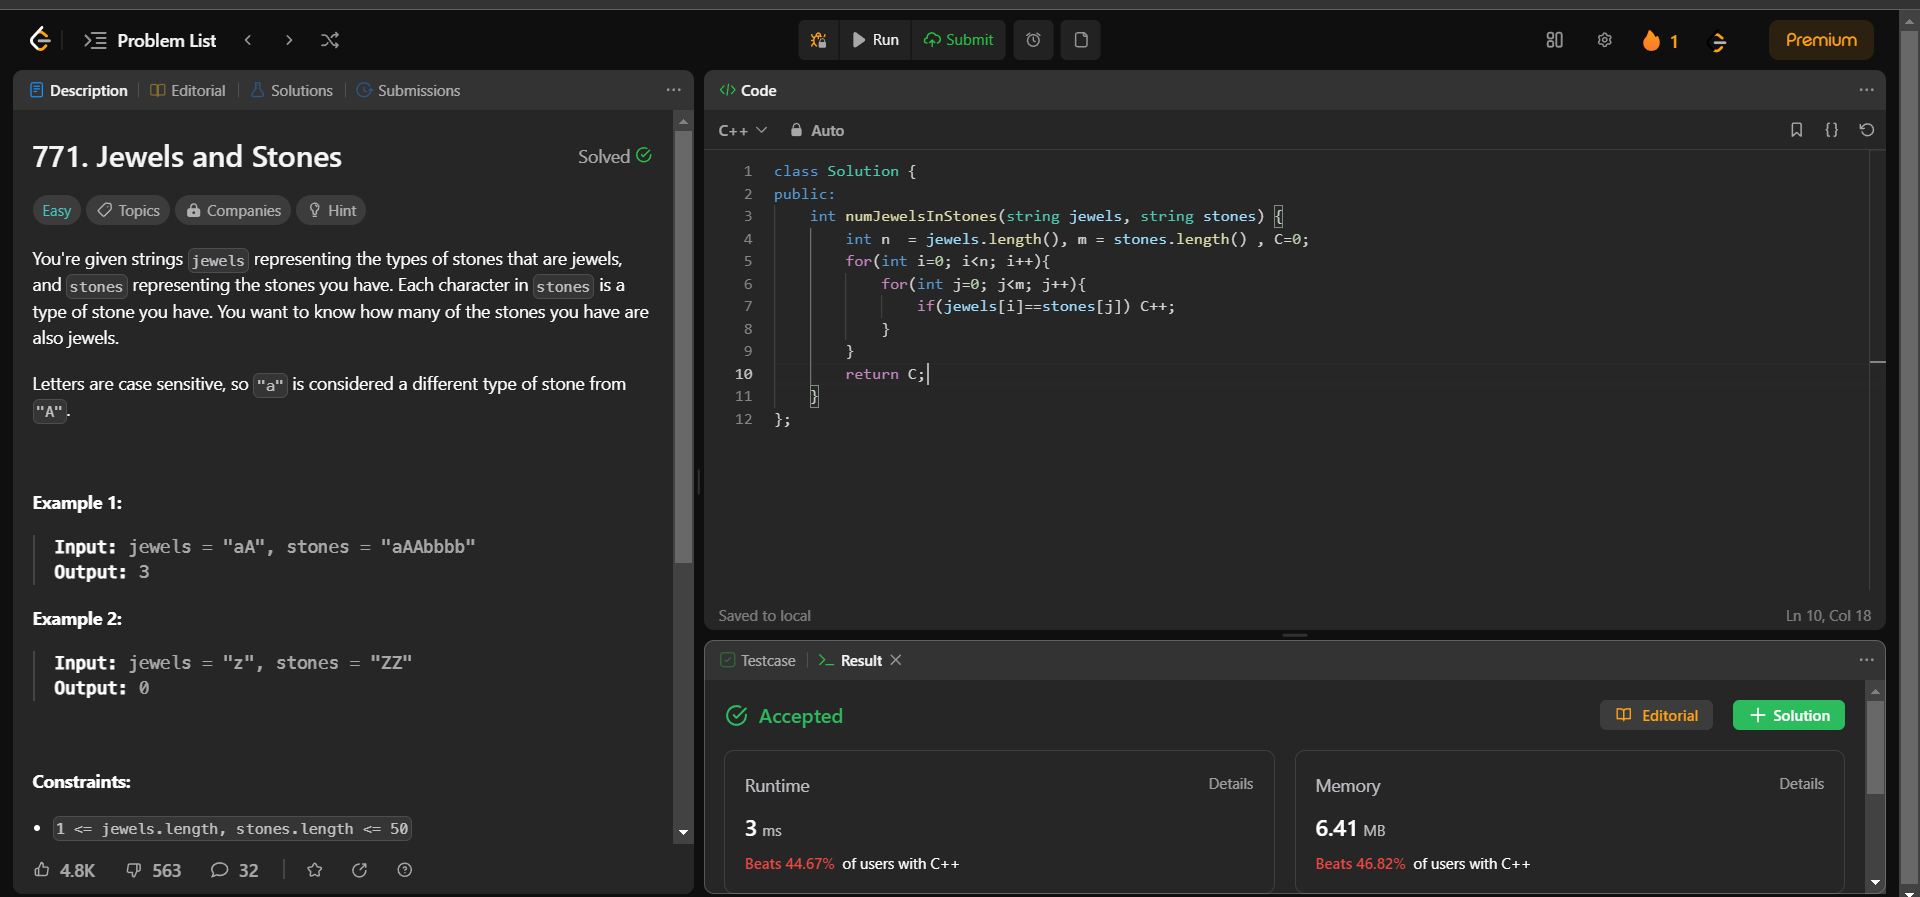 Problem List
Run
Submit
1
Premium
Description
Editorial
Solutions
Submissions
771. Jewels and Stones
Solved
Easy
Topics
Companies
Hint
You're given strings jewels representing the types of stones that are jewels,
and stones representing the stones you have. Each character in stones is a
type of stone you have. You want to know how many of the stones you have are
also jewels.
Letters are case sensitive, so "a" is considered a different type of stone from
"A".
Example 1:
Input: jewels = "aA", stones = "aAAbbbb"
Output: 3
Example 2:
Input: jewels = "z", stones = "ZZ"
Output: 0
Constraints:
1 <= jewels.length, stones.length <= 50
4.8K
563
32
</> Code
C++
Auto
{}
1 class Solution {
2 public:
3     int numJewelsInStones(string jewels, string stones) {
4         int n  = jewels.length(), m = stones.length() , C=0;
5         for(int i=0; i<n; i++){
6             for(int j=0; j<m; j++){
7                 if(jewels[i]==stones[j]) C++;
8             }
9         }
10         return C;
11     }
12 };
Saved to local
Ln 10, Col 18
Testcase
Result
Accepted
Editorial
Solution
Runtime
Details
3 ms
Beats 44.67% of users with C++
Memory
Details
6.41 MB
Beats 46.82% of users with C++